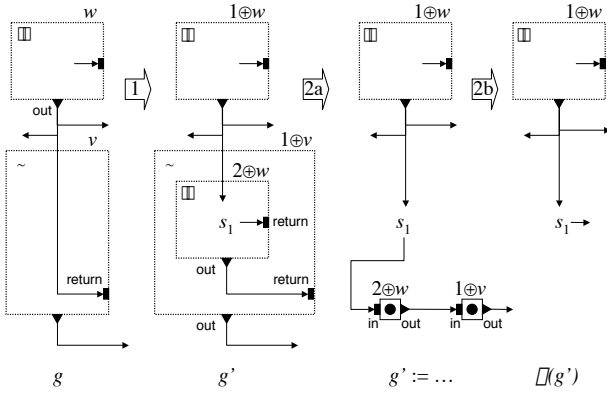 w
1⊕w
1⊕w
1⊕w
1
2a
2b
out
v
1⊕v
~
~
2⊕w
s1
return
s1
s1
out
return
return
2⊕w
1⊕v
in
out
in
out
out
g
g’
g’ := …
(g’)